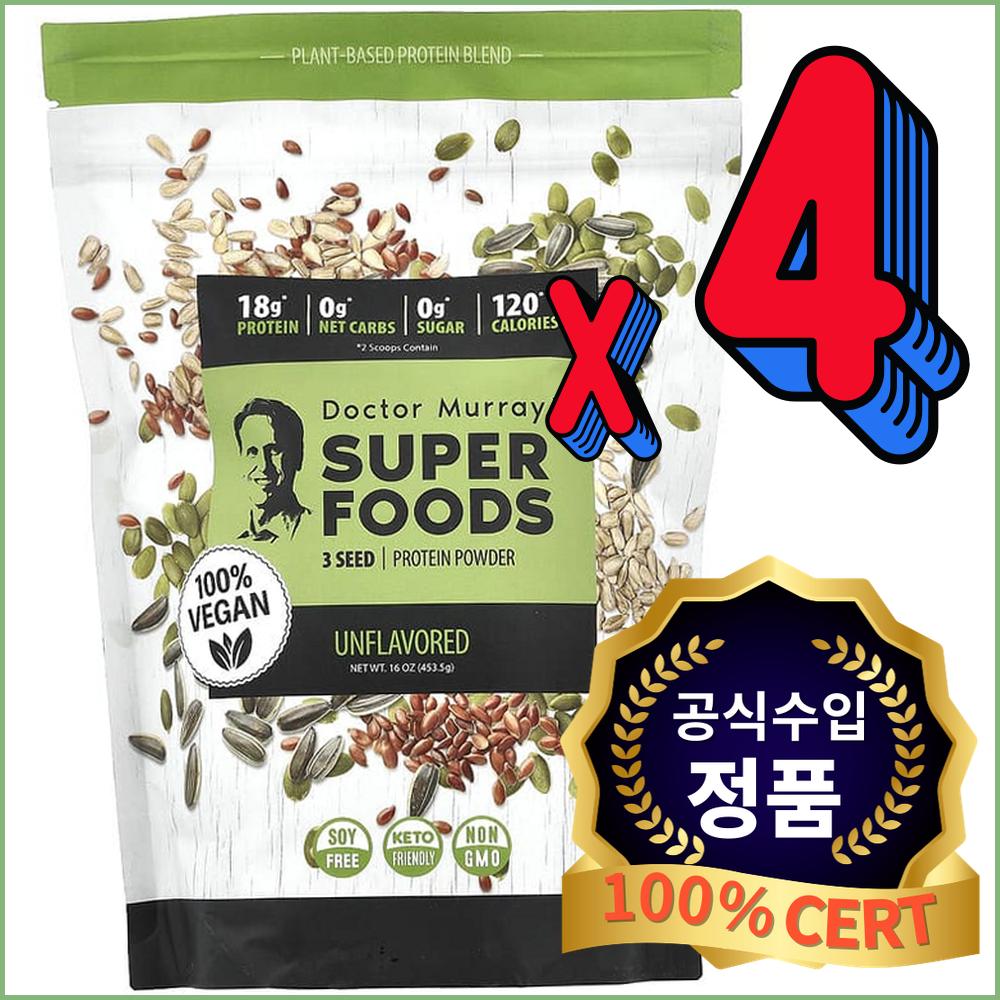 PLANT-BASED PROTEIN BLEND
18g* PROTEIN
0g* NET CARBS
0g* SUGAR
120* CALORIES
*2 Scoops Contain
x 4
Doctor Murray
SUPER
FOODS
3 SEED | PROTEIN POWDER
100%
VEGAN
UNFLAVORED
NET WT. 16 OZ (453.5g)
SOY
FREE
KETO
FRIENDLY
NON
GMO
공식수입
정품
100% CERT